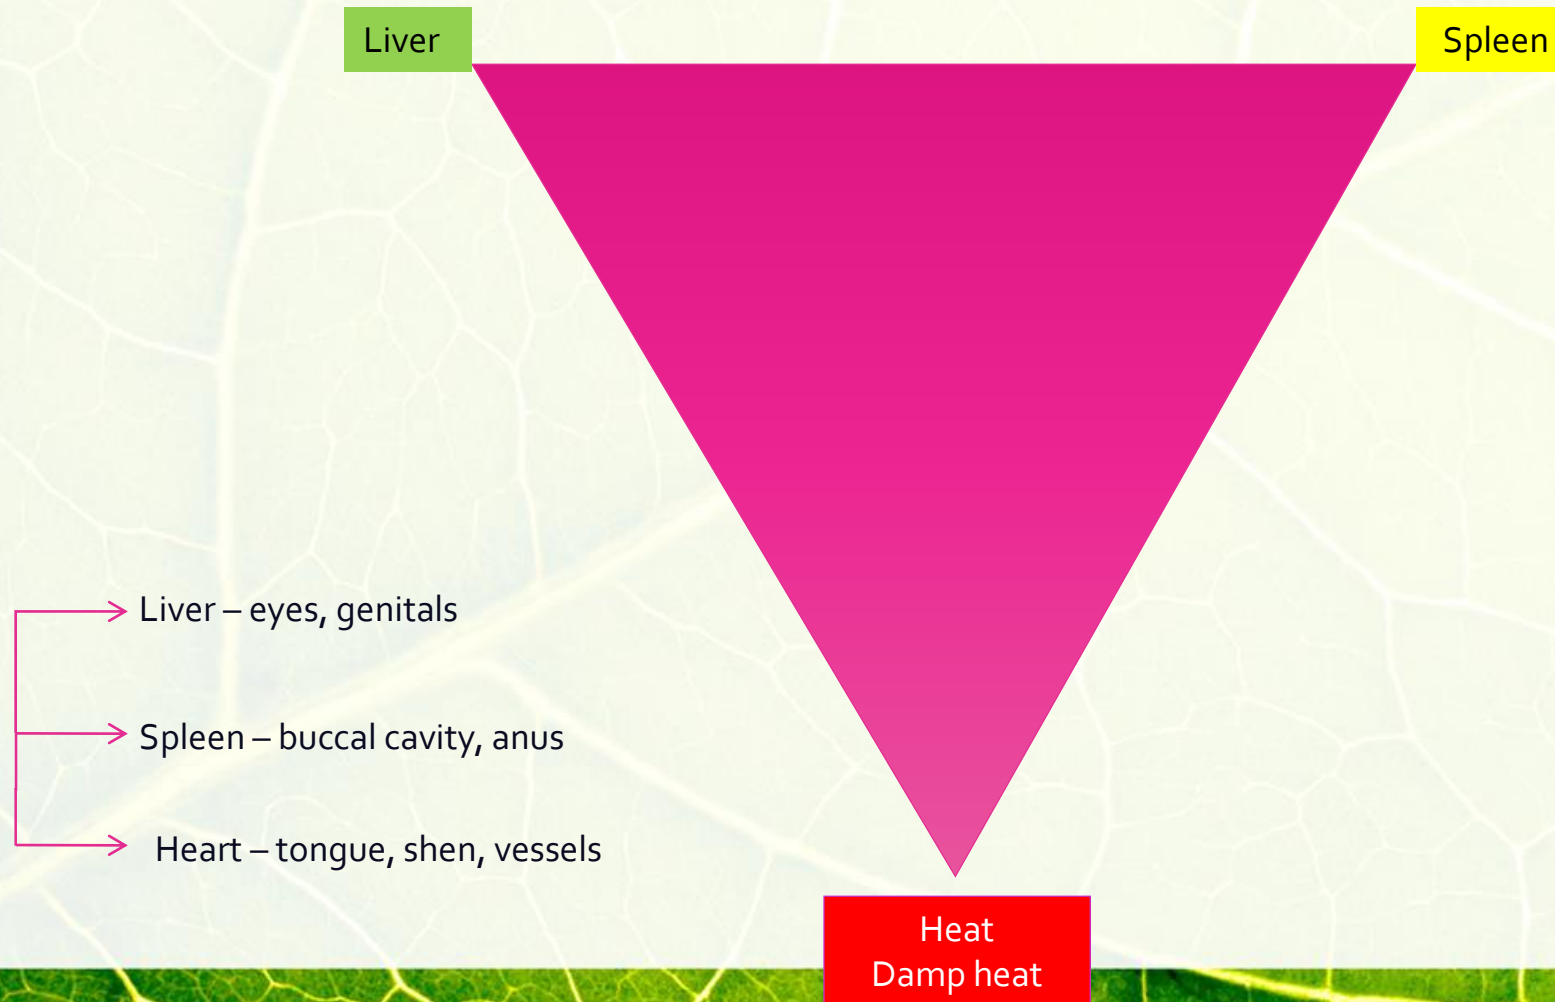 Liver
Spleen
Liver – eyes, genitals
Spleen – buccal cavity, anus
Heart – tongue, shen, vessels
Heat
Damp heat